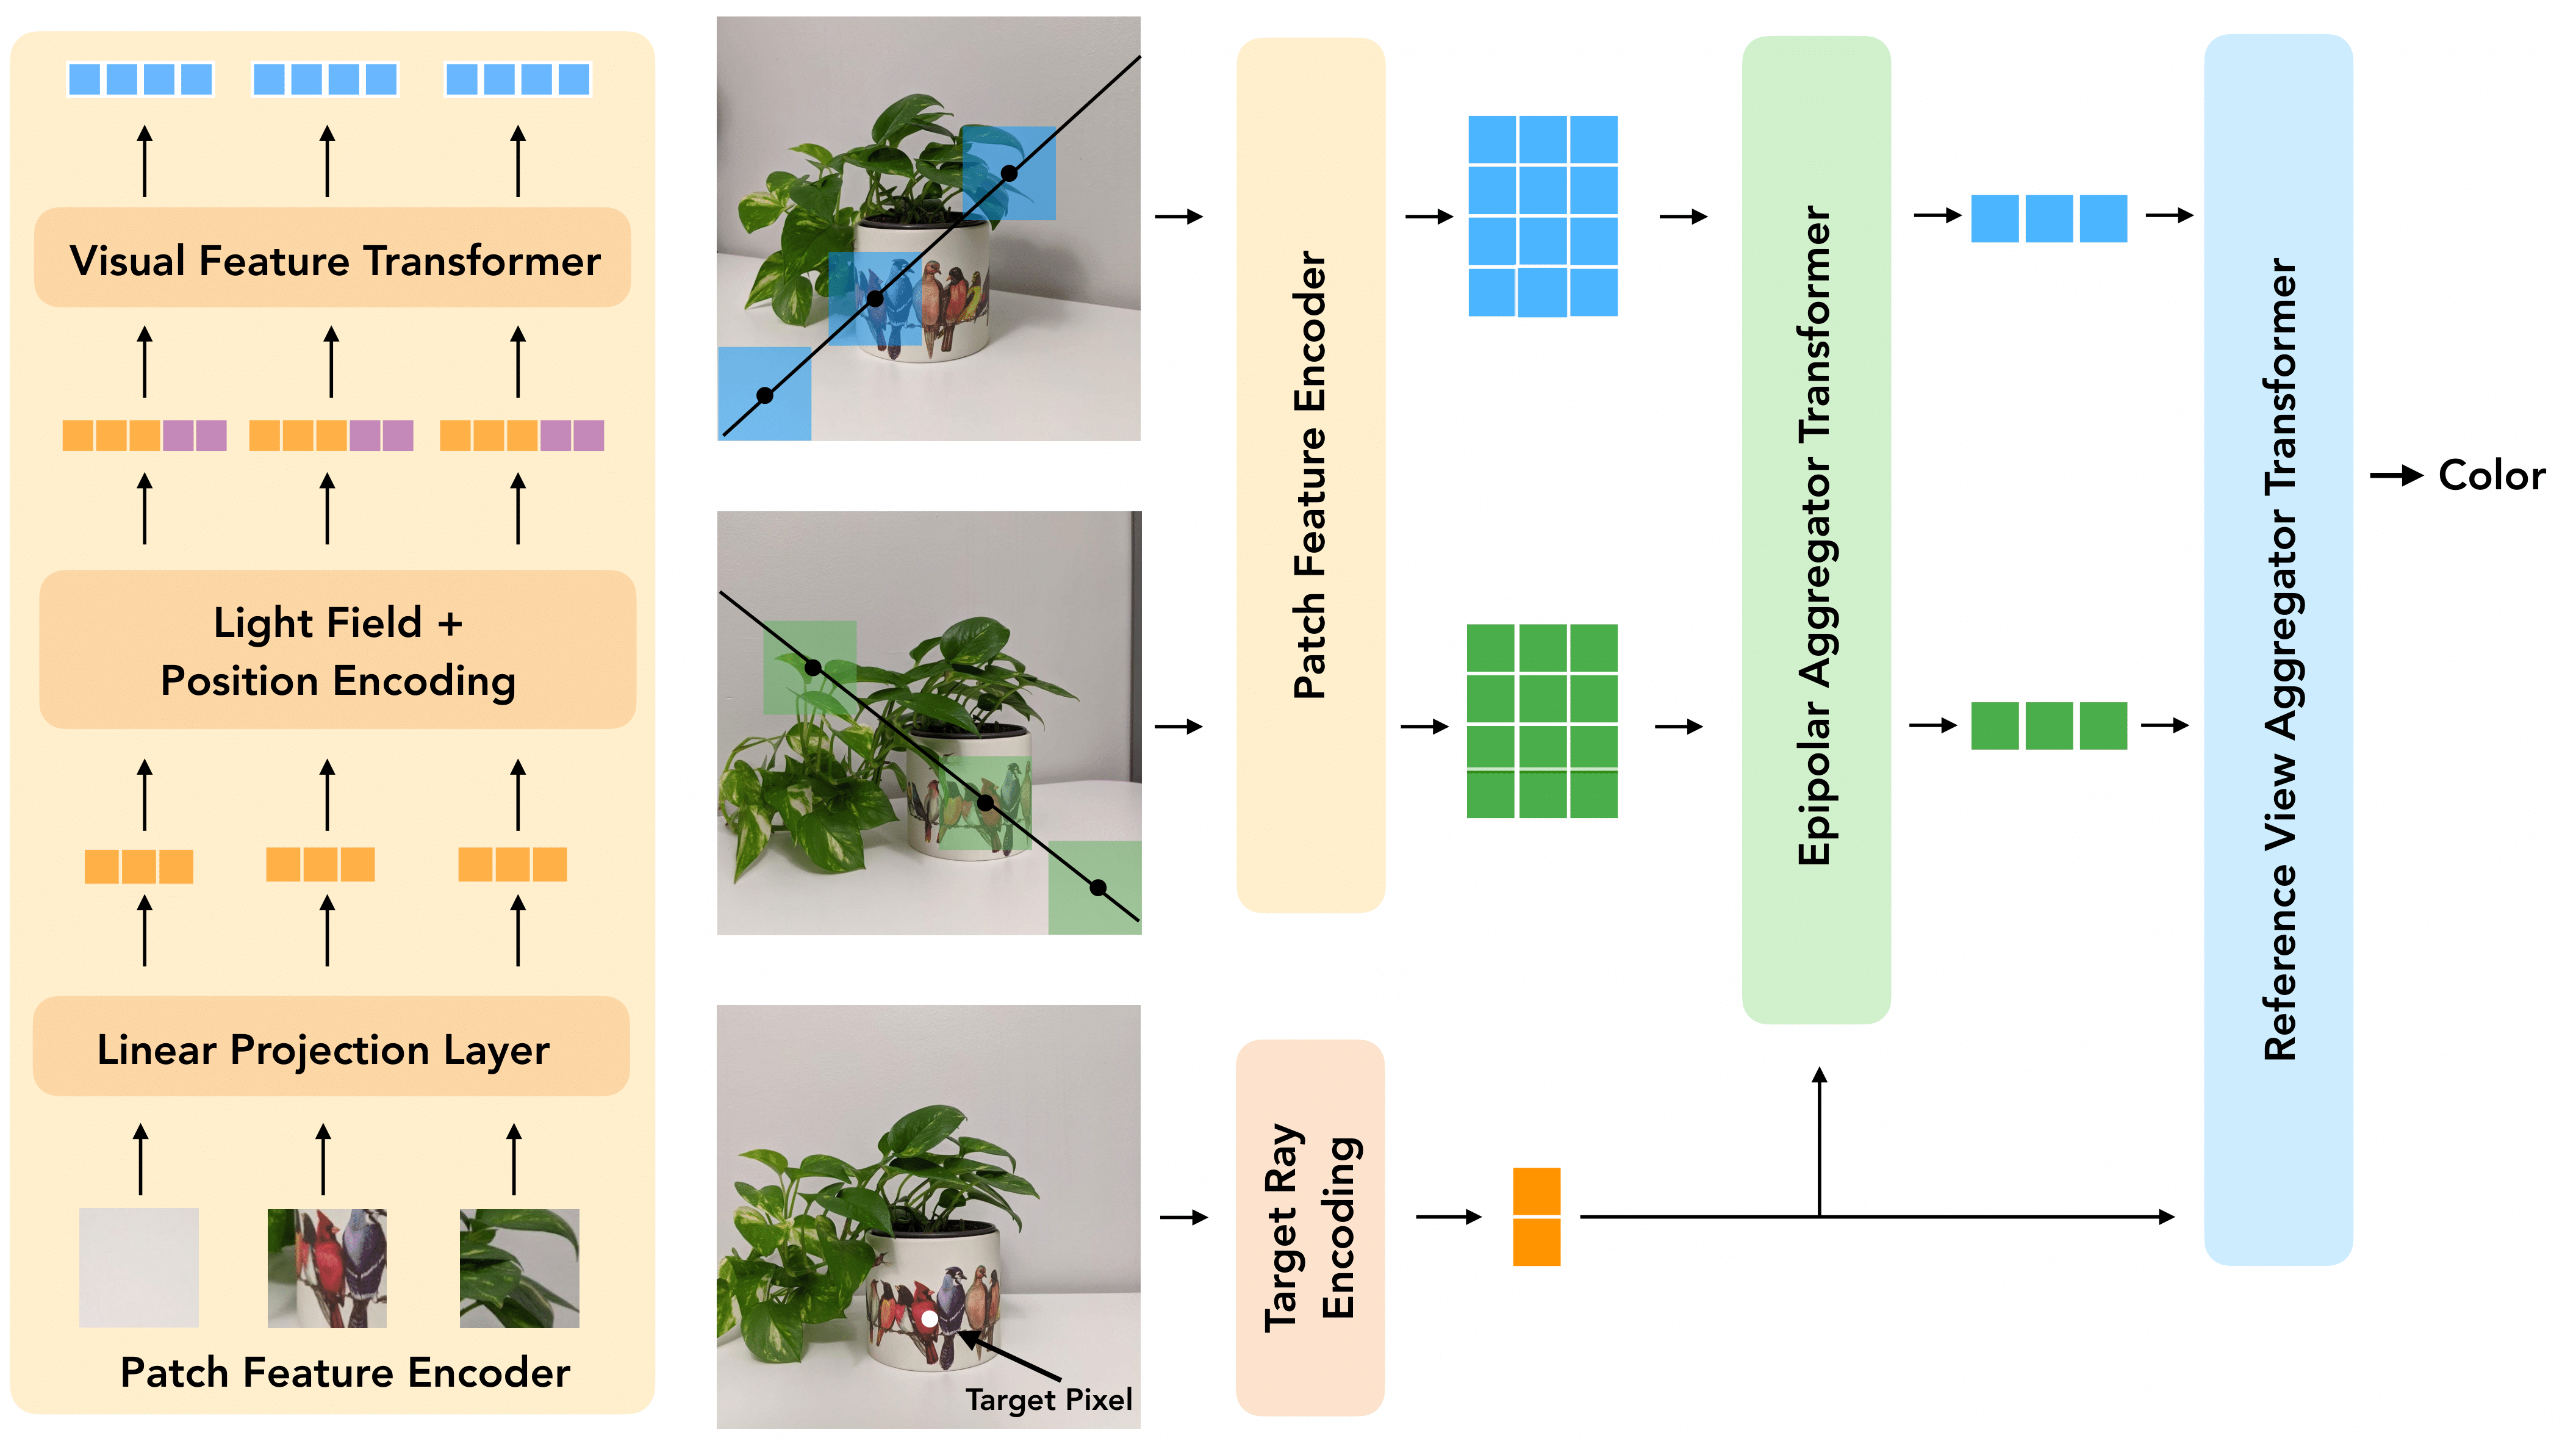 Visual Feature Transformer
Light Field +
Position Encoding
Linear Projection Layer
Patch Feature Encoder
Target Pixel
Patch Feature Encoder
Target Ray
Encoding
Epipolar Aggregator Transformer
Reference View Aggregator Transformer
Color